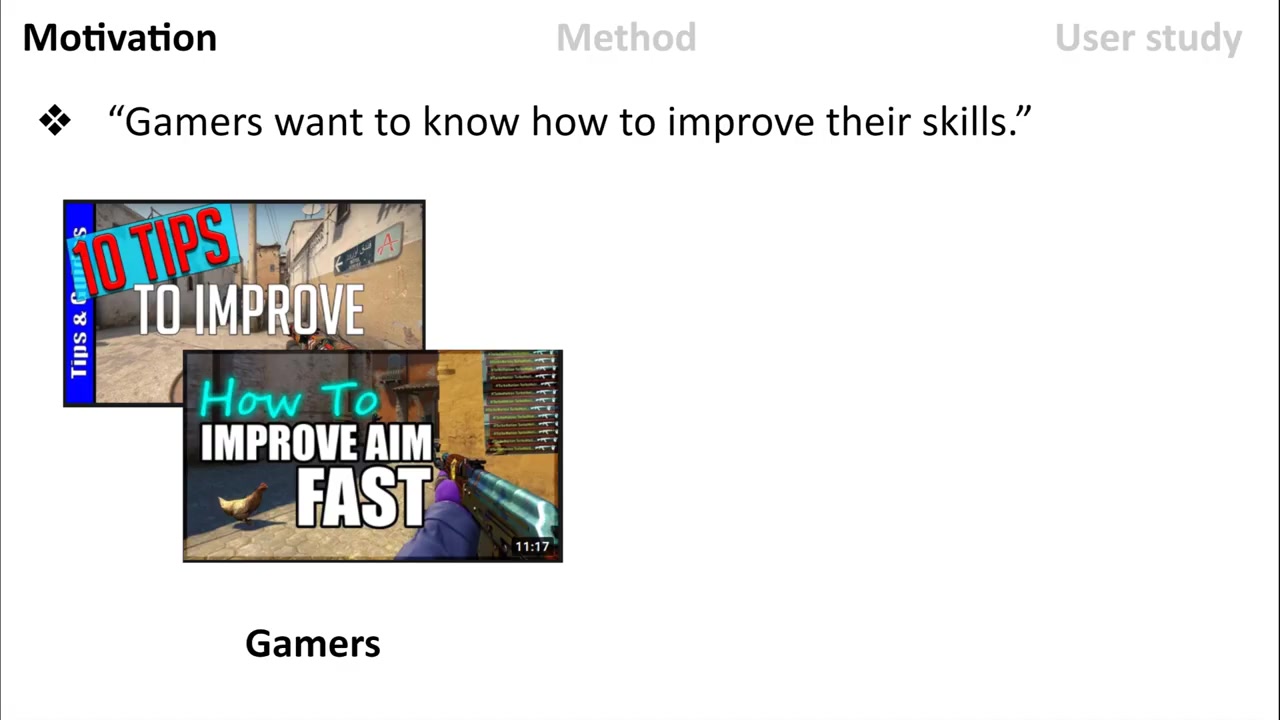 Motivation
Method
User study
❖ “Gamers want to know how to improve their skills.”
10 TIPS
TO IMPROVE
Tips &
A
How To
IMPROVE AIM
FAST
11:17
Gamers